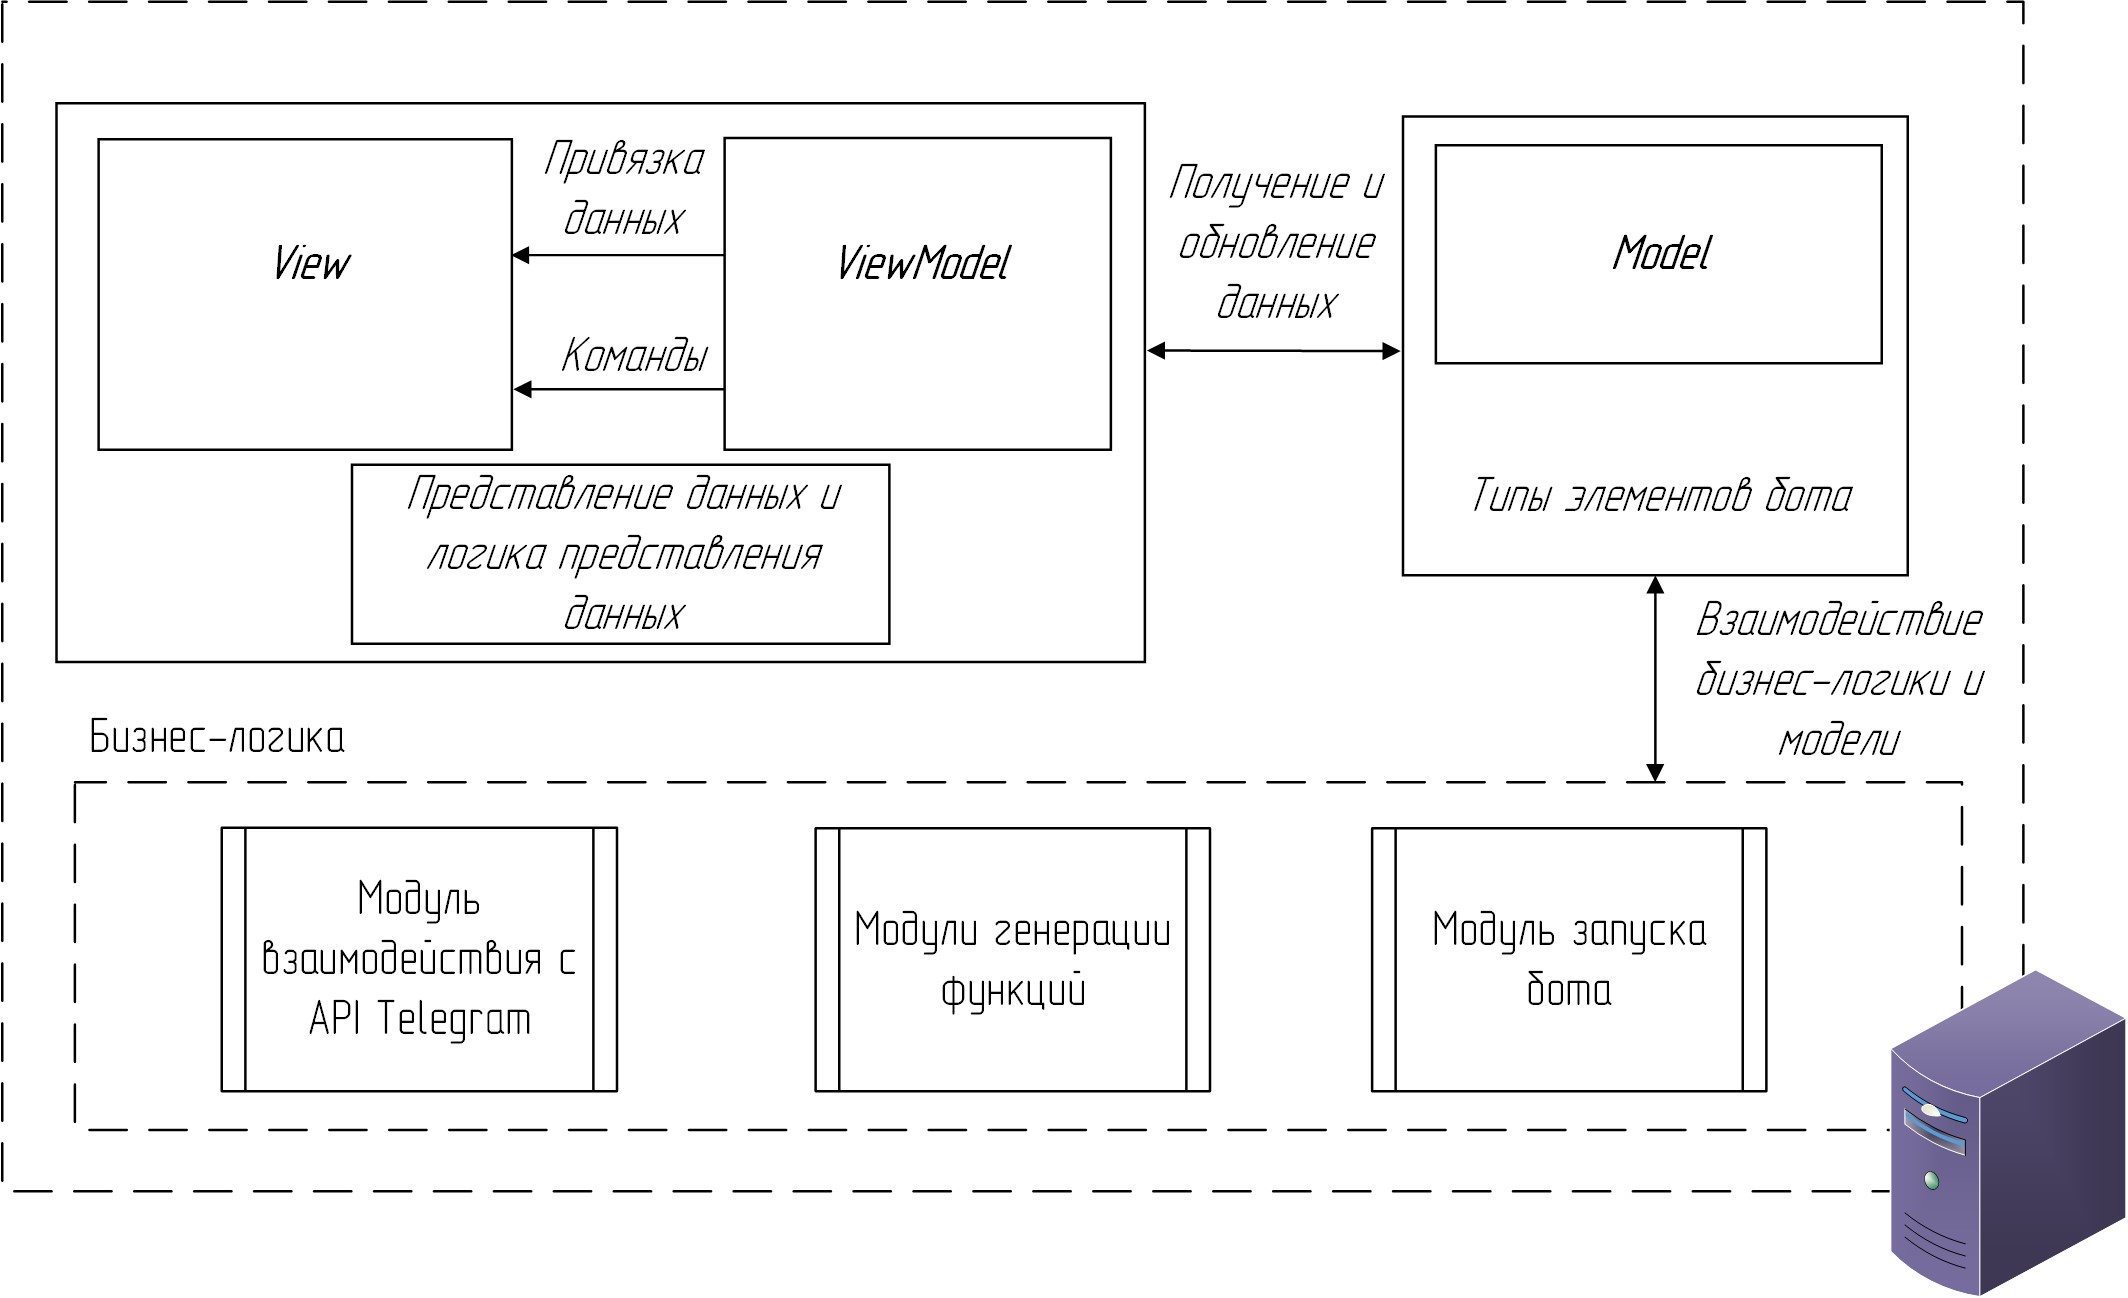 View
Привязка
данных
Команды
ViewModel
Представление данных и
логика представления
данных
Получение и
обновление
данных
Model
Типы элементов бота
Взаимодействие
бизнес-логики и
модели
Бизнес-логика
Модуль
взаимодействия с
API Telegram
Модули генерации
функций
Модуль запуска
бота